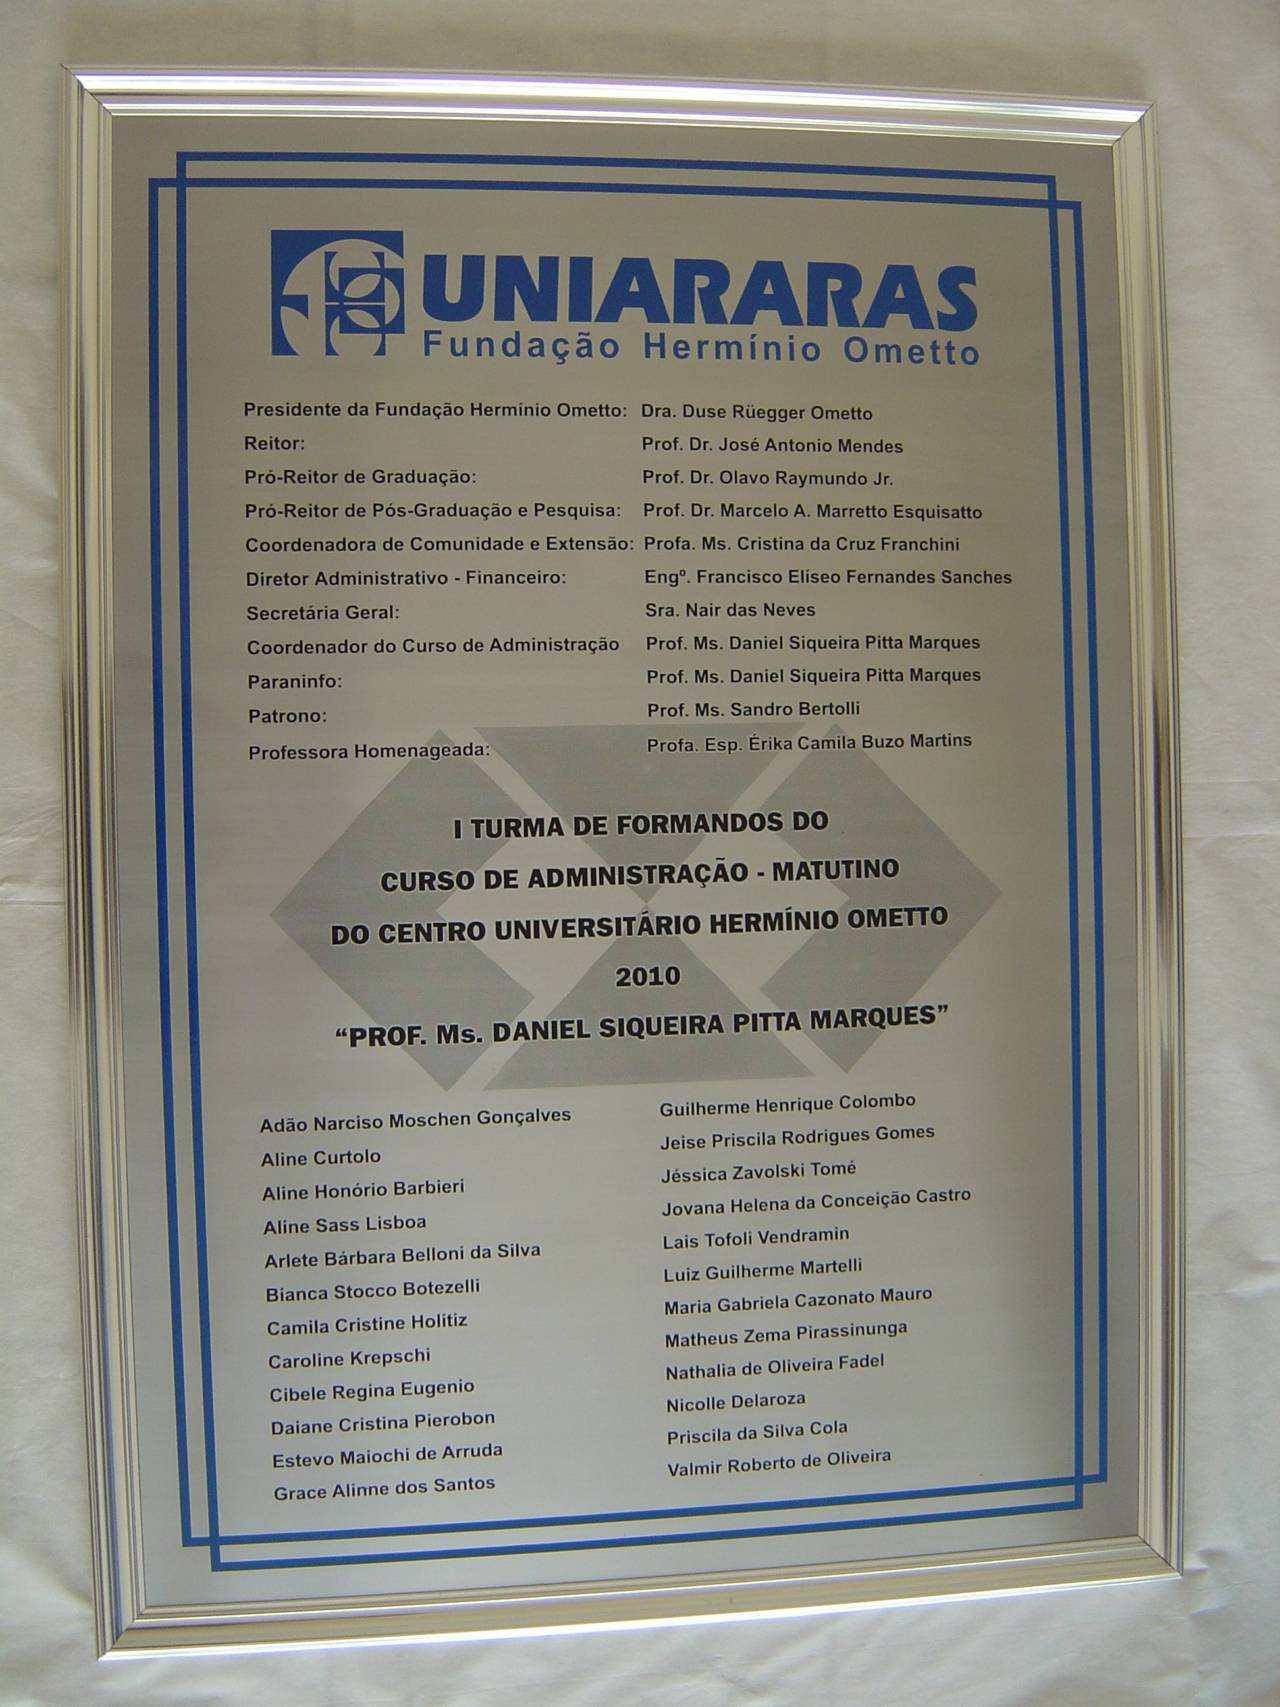 UNIARARAS
Fundação Hermínio Ometto
Presidente da Fundação Hermínio Ometto: Dra. Duse Rüegger Ometto
Reitor: Prof. Dr. José Antonio Mendes
Pró-Reitor de Graduação: Prof. Dr. Olavo Raymundo Jr.
Pró-Reitor de Pós-Graduação e Pesquisa: Prof. Dr. Marcelo A. Marretto Esquisatto
Coordenadora de Comunidade e Extensão: Profa. Ms. Cristina da Cruz Franchini
Diretor Administrativo - Financeiro: Engº. Francisco Elíseo Fernandes Sanches
Secretária Geral: Sra. Nair das Neves
Coordenador do Curso de Administração Prof. Ms. Daniel Siqueira Pitta Marques
Paraninfo: Prof. Ms. Daniel Siqueira Pitta Marques
Patrono: Prof. Ms. Sandro Bertolli
Professora Homenageada: Profa. Esp. Érika Camila Buzo Martins
I TURMA DE FORMANDOS DO
CURSO DE ADMINISTRAÇÃO - MATUTINO
DO CENTRO UNIVERSITÁRIO HERMÍNIO OMETTO
2010
“PROF. Ms. DANIEL SIQUEIRA PITTA MARQUES”
Adão Narciso Moschen Gonçalves
Aline Curtolo
Aline Honório Barbieri
Aline Sass Lisboa
Arlete Bárbara Belloni da Silva
Bianca Stocco Botezelli
Camila Cristine Holitiz
Caroline Krepschi
Cibele Regina Eugenio
Daiane Cristina Pierobon
Estevo Maiochi de Arruda
Grace Alinne dos Santos
Guilherme Henrique Colombo
Jeise Priscila Rodrigues Gomes
Jéssica Zavolski Tomé
Jovana Helena da Conceição Castro
Lais Tofoli Vendramin
Luiz Guilherme Martelli
Maria Gabriela Cazonato Mauro
Matheus Zema Pirassinunga
Nathalia de Oliveira Fadel
Nicolle Delaroza
Priscila da Silva Cola
Valmir Roberto de Oliveira